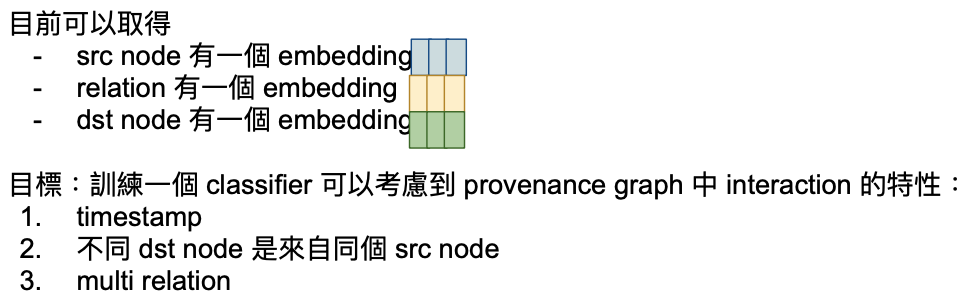 目前可以取得
- src node 有一個 embedding
- relation 有一個 embedding
- dst node 有一個 embedding
目標：訓練一個 classifier 可以考慮到 provenance graph 中 interaction 的特性：
1. timestamp
2. 不同 dst node 是來自同個 src node
3. multi relation